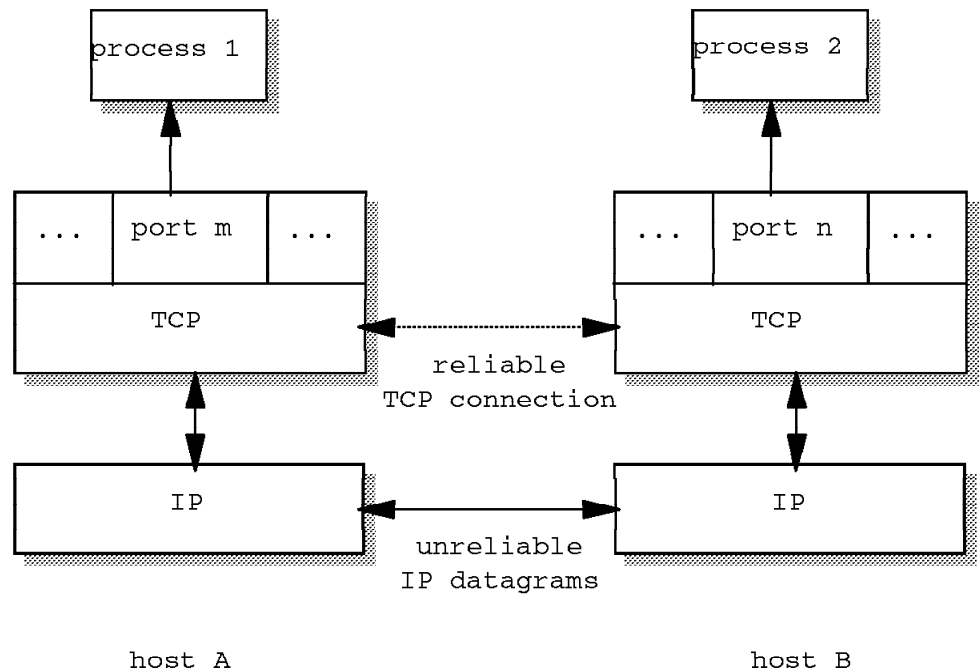 process 1
process 2
... port m ...
... port n ...
TCP
TCP
reliable
TCP connection
IP
IP
unreliable
IP datagrams
host A
host B